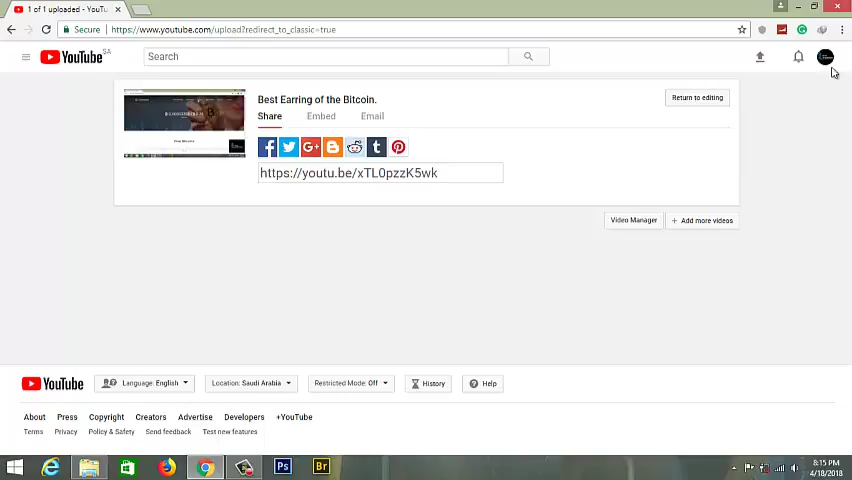 1 of 1 uploaded - YouTu
Secure
https://www.youtube.com/upload?redirect_to_classic=true
YouTube SA
Search
Best Earring of the Bitcoin.
Return to editing
Share
Embed
Email
https://youtu.be/xTL0pzzK5wk
Video Manager
+ Add more videos
YouTube
Language: English
Location: Saudi Arabia
Restricted Mode: Off
History
Help
About
Press
Copyright
Creators
Advertise
Developers
+YouTube
Terms
Privacy
Policy & Safety
Send feedback
Test new features
Ps
Br
8:15 PM
4/18/2018